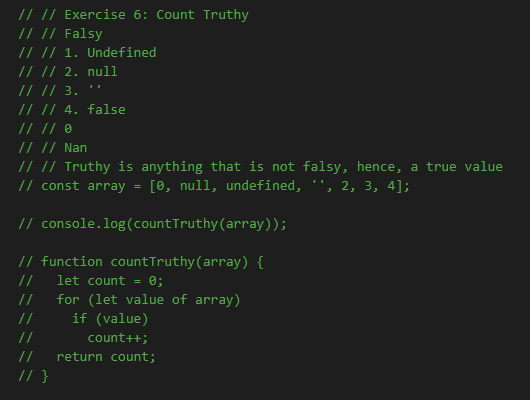 // // Exercise 6: Count Truthy
// // Falsy
// // 1. Undefined
// // 2. null
// // 3. ''
// // 4. false
// // 0
// // Nan
// // Truthy is anything that is not falsy, hence, a true value
// const array = [0, null, undefined, '', 2, 3, 4];
// console.log(countTruthy(array));
// function countTruthy(array) {
//   let count = 0;
//   for (let value of array)
//     if (value)
//       count++;
//   return count;
// }